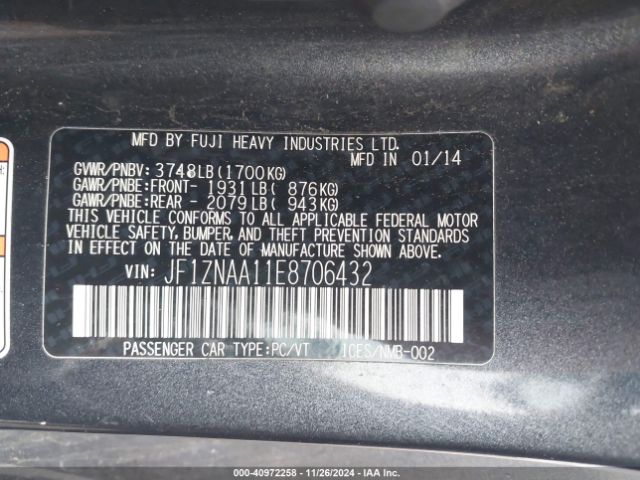 MFD BY FUJI HEAVY INDUSTRIES LTD.
MFD IN 01/14
GVWR/PNBV: 3748LB(1700KG)
GAWR/PNBE:FRONT- 1931LB( 876KG)
GAWR/PNBE:REAR - 2079LB( 943KG)
THIS VEHICLE CONFORMS TO ALL APPLICABLE FEDERAL MOTOR
VEHICLE SAFETY, BUMPER, AND THEFT PREVENTION STANDARDS
IN EFFECT ON THE DATE OF MANUFACTURE SHOWN ABOVE.
VIN: JF1ZNAA11E8706432
PASSENGER CAR TYPE:PC/VT ICES/NMB-002
000-40972258 - 11/26/2024 - IAA Inc.